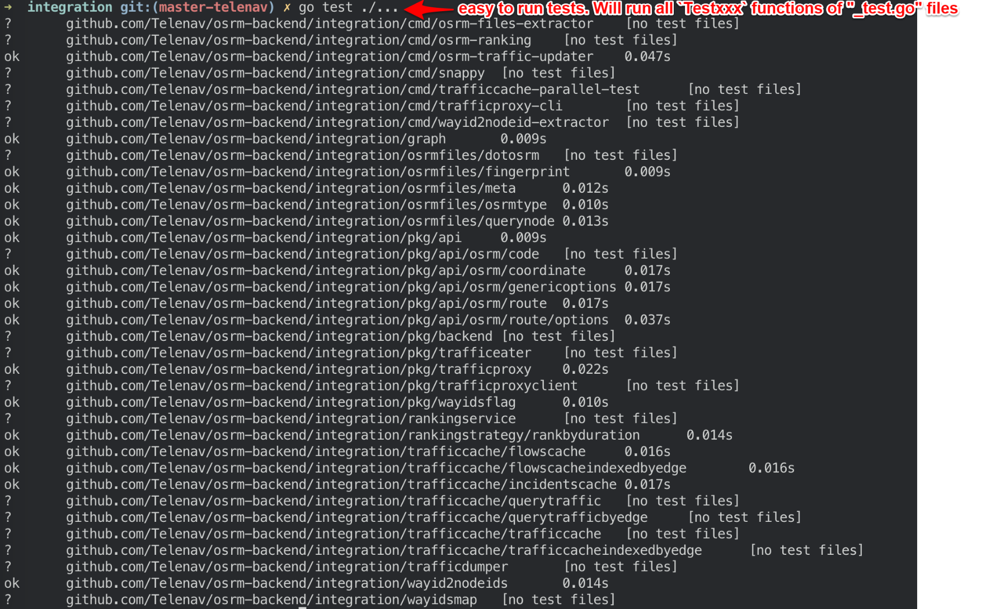 → integration git:(master-telenav) ✗ go test ./... easy to run tests. Will run all `Testxxx` functions of "_test.go" files
? github.com/Telenav/osrm-backend/integration/cmd/osrm-files-extractor [no test files]
? github.com/Telenav/osrm-backend/integration/cmd/osrm-ranking [no test files]
ok github.com/Telenav/osrm-backend/integration/cmd/osrm-traffic-updater 0.047s
? github.com/Telenav/osrm-backend/integration/cmd/snappy [no test files]
? github.com/Telenav/osrm-backend/integration/cmd/trafficcache-parallel-test [no test files]
? github.com/Telenav/osrm-backend/integration/cmd/trafficproxy-cli [no test files]
? github.com/Telenav/osrm-backend/integration/cmd/wayid2nodeid-extractor [no test files]
ok github.com/Telenav/osrm-backend/integration/graph 0.009s
? github.com/Telenav/osrm-backend/integration/osrmfiles/dotosrm [no test files]
ok github.com/Telenav/osrm-backend/integration/osrmfiles/fingerprint 0.009s
ok github.com/Telenav/osrm-backend/integration/osrmfiles/meta 0.012s
ok github.com/Telenav/osrm-backend/integration/osrmfiles/osrmtype 0.010s
ok github.com/Telenav/osrm-backend/integration/osrmfiles/querynode 0.013s
ok github.com/Telenav/osrm-backend/integration/pkg/api 0.009s
? github.com/Telenav/osrm-backend/integration/pkg/api/osrm/code [no test files]
ok github.com/Telenav/osrm-backend/integration/pkg/api/osrm/coordinate 0.017s
ok github.com/Telenav/osrm-backend/integration/pkg/api/osrm/genericoptions 0.017s
ok github.com/Telenav/osrm-backend/integration/pkg/api/osrm/route 0.017s
ok github.com/Telenav/osrm-backend/integration/pkg/api/osrm/route/options 0.037s
? github.com/Telenav/osrm-backend/integration/pkg/backend [no test files]
? github.com/Telenav/osrm-backend/integration/pkg/trafficeater [no test files]
ok github.com/Telenav/osrm-backend/integration/pkg/trafficproxy 0.022s
? github.com/Telenav/osrm-backend/integration/pkg/trafficproxyclient [no test files]
ok github.com/Telenav/osrm-backend/integration/pkg/wayidsflag 0.010s
? github.com/Telenav/osrm-backend/integration/rankingservice [no test files]
ok github.com/Telenav/osrm-backend/integration/rankingstrategy/rankbyduration 0.014s
ok github.com/Telenav/osrm-backend/integration/trafficcache/flowscache 0.016s
ok github.com/Telenav/osrm-backend/integration/trafficcache/flowscacheindexedbyedge 0.016s
ok github.com/Telenav/osrm-backend/integration/trafficcache/incidentscache 0.017s
? github.com/Telenav/osrm-backend/integration/trafficcache/querytraffic [no test files]
? github.com/Telenav/osrm-backend/integration/trafficcache/querytrafficbyedge [no test files]
? github.com/Telenav/osrm-backend/integration/trafficcache/trafficcache [no test files]
? github.com/Telenav/osrm-backend/integration/trafficcache/trafficcacheindexedbyedge [no test files]
? github.com/Telenav/osrm-backend/integration/trafficdumper [no test files]
ok github.com/Telenav/osrm-backend/integration/wayid2nodeids 0.014s
? github.com/Telenav/osrm-backend/integration/wayidsmap [no test files]